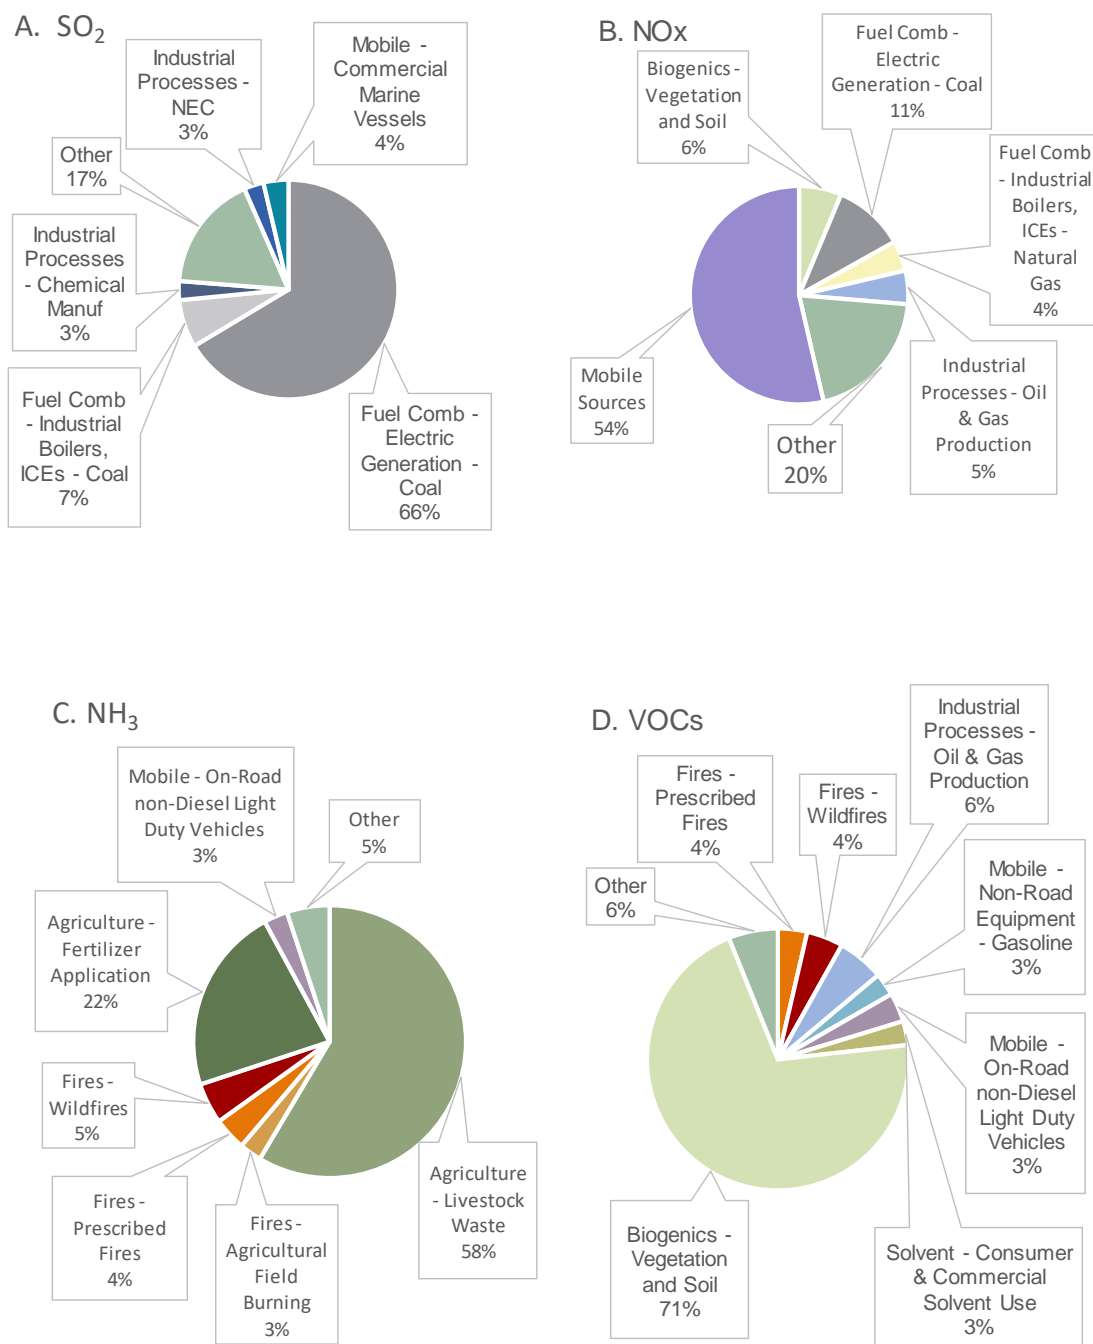 A. SO2
Industrial
Processes -
NEC
3%
Mobile -
Commercial
Marine
Vessels
4%
Other
17%
Industrial
Processes
- Chemical
Manuf
3%
Fuel Comb
- Industrial
Boilers,
ICEs - Coal
7%
Fuel Comb -
Electric
Generation -
Coal
66%
B. NOx
Biogenics -
Vegetation
and Soil
6%
Fuel Comb -
Electric
Generation - Coal
11%
Fuel Comb
- Industrial
Boilers,
ICEs -
Natural
Gas
4%
Industrial
Processes - Oil
& Gas
Production
5%
Other
20%
Mobile
Sources
54%
C. NH3
Mobile - On-Road
non-Diesel Light
Duty Vehicles
3%
Other
5%
Agriculture -
Fertilizer
Application
22%
Fires -
Wildfires
5%
Fires -
Prescribed
Fires
4%
Fires -
Agricultural
Field
Burning
3%
Agriculture
- Livestock
Waste
58%
D. VOCs
Fires -
Prescribed
Fires
4%
Fires -
Wildfires
4%
Industrial
Processes -
Oil & Gas
Production
6%
Other
6%
Mobile -
Non-Road
Equipment
- Gasoline
3%
Mobile -
On-Road
non-Diesel
Light Duty
Vehicles
3%
Solvent - Consumer
& Commercial
Solvent Use
3%
Biogenics -
Vegetation
and Soil
71%